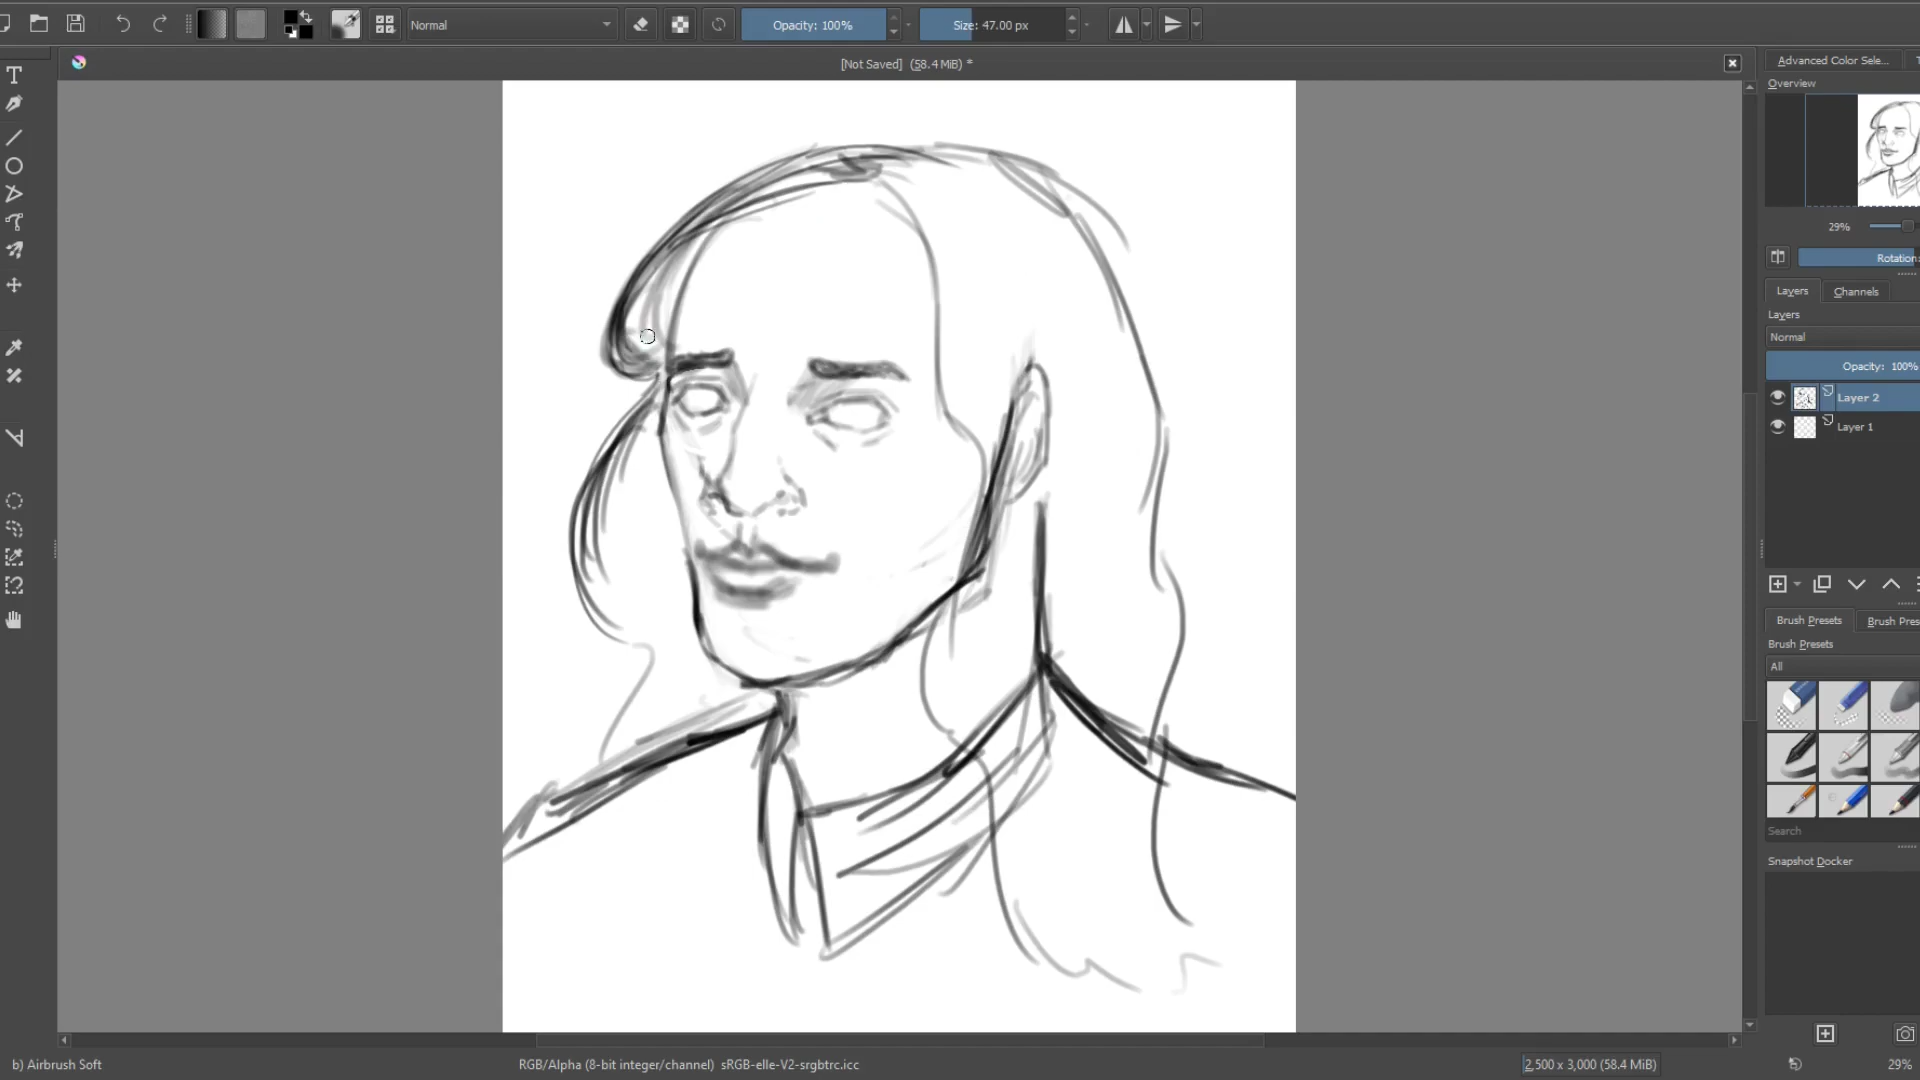 Normal
Opacity: 100%
Size: 47.00 px
[Not Saved] (58.4 MiB) *
Advanced Color Sele...
Overview
29%
Rotation:
Layers
Channels
Layers
Normal
Opacity: 100%
Layer 2
Layer 1
Brush Presets
Brush Pres
Brush Presets
All
Search
Snapshot Docker
b) Airbrush Soft
RGB/Alpha (8-bit integer/channel) sRGB-elle-V2-srgbtrc.icc
2,500 x 3,000 (58.4 MiB)
29%